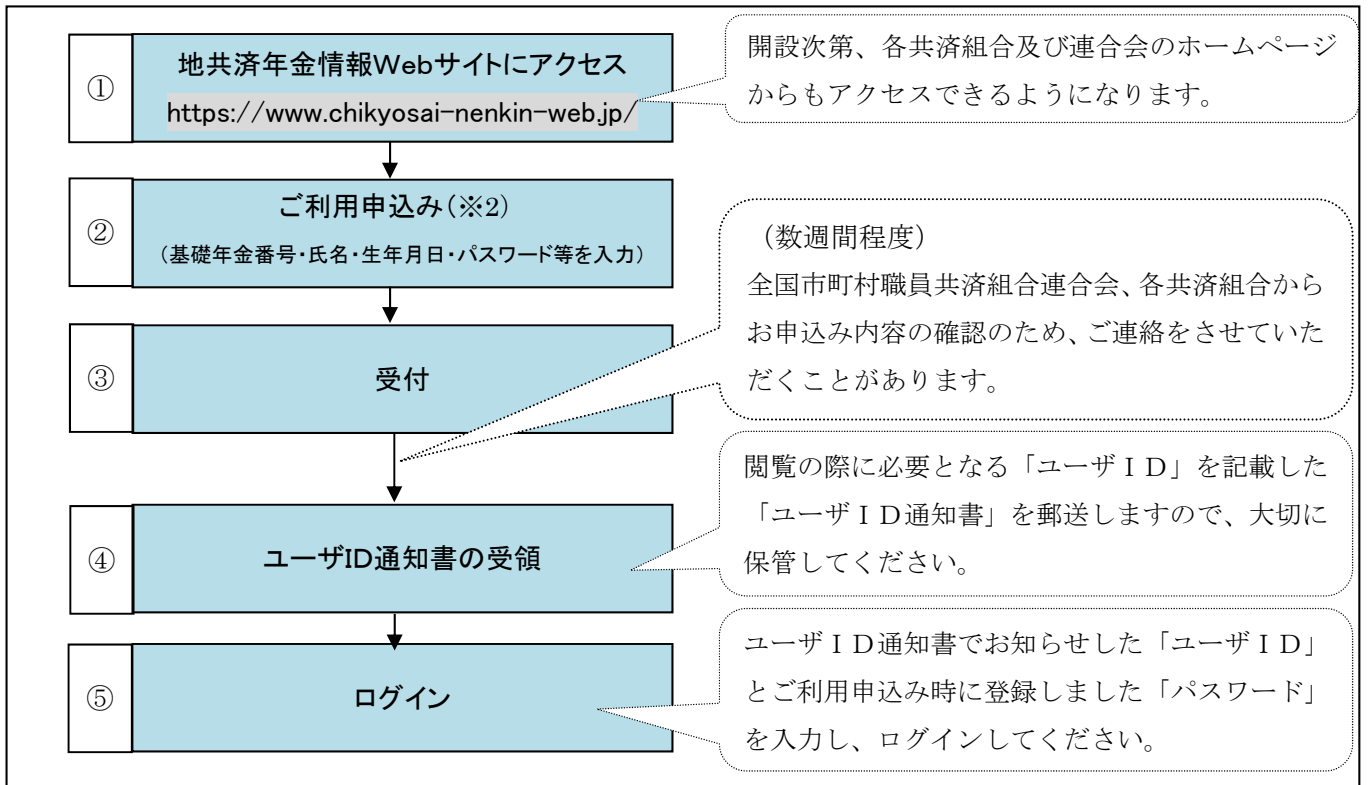 ①
地共済年金情報Webサイトにアクセス
https://www.chikyosai-nenkin-web.jp/
開設次第、各共済組合及び連合会のホームページ
からもアクセスできるようになります。
②
ご利用申込み(※2)
(基礎年金番号・氏名・生年月日・パスワード等を入力)
(数週間程度)
全国市町村職員共済組合連合会、各共済組合から
お申込み内容の確認のため、ご連絡をさせていた
だくことがあります。
③
受付
④
ユーザID通知書の受領
閲覧の際に必要となる「ユーザID」を記載した
「ユーザID通知書」を郵送しますので、大切に
保管してください。
⑤
ログイン
ユーザID通知書でお知らせした「ユーザID」
とご利用申込み時に登録しました「パスワード」
を入力し、ログインしてください。